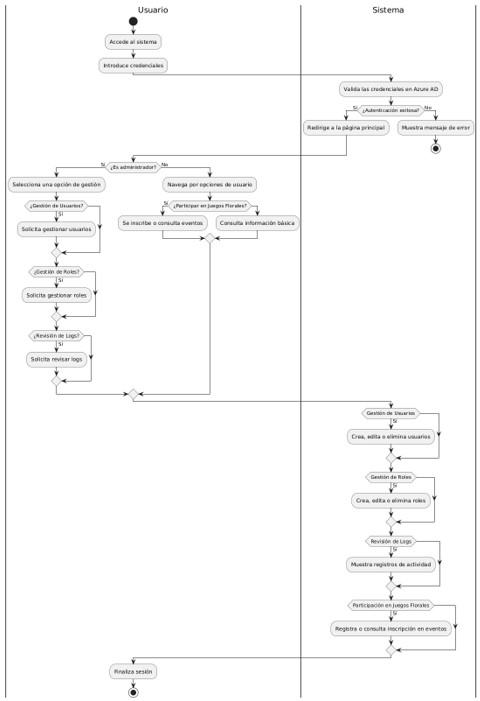 Usuario
Sistema
Accede al sistema
Introduce credenciales
Valida las credenciales en Azure AD
Sí
¿Autenticación exitosa?
No
Redirige a la página principal
Muestra mensaje de error
Sí
¿Es administrador?
No
Selecciona una opción de gestión
Navega por opciones de usuario
¿Gestión de Usuarios?
Sí
Solicita gestionar usuarios
Sí
¿Participar en Juegos Florales?
No
Se inscribe o consulta eventos
Consulta información básica
¿Gestión de Roles?
Sí
Solicita gestionar roles
¿Revisión de Logs?
Sí
Solicita revisar logs
Gestión de Usuarios
Sí
Crea, edita o elimina usuarios
Gestión de Roles
Sí
Crea, edita o elimina roles
Revisión de Logs
Sí
Muestra registros de actividad
Participación en Juegos Florales
Sí
Registra o consulta inscripción en eventos
Finaliza sesión